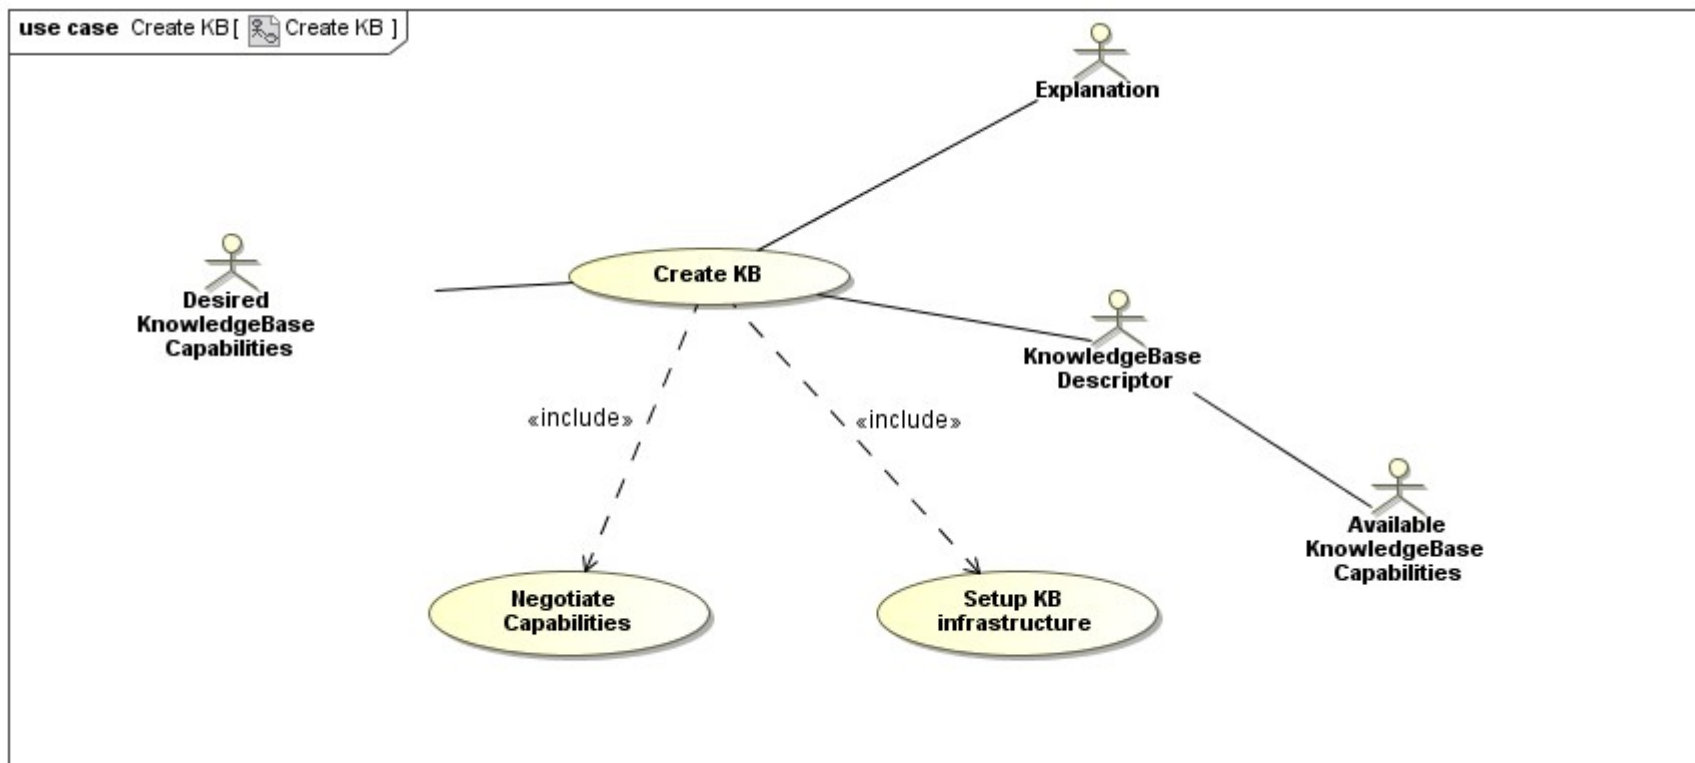 use case Create KB [ Create KB ]
Explanation
Create KB
Desired
KnowledgeBase
Capabilities
KnowledgeBase
Descriptor
«include»
«include»
Available
KnowledgeBase
Capabilities
Negotiate
Capabilities
Setup KB
infrastructure